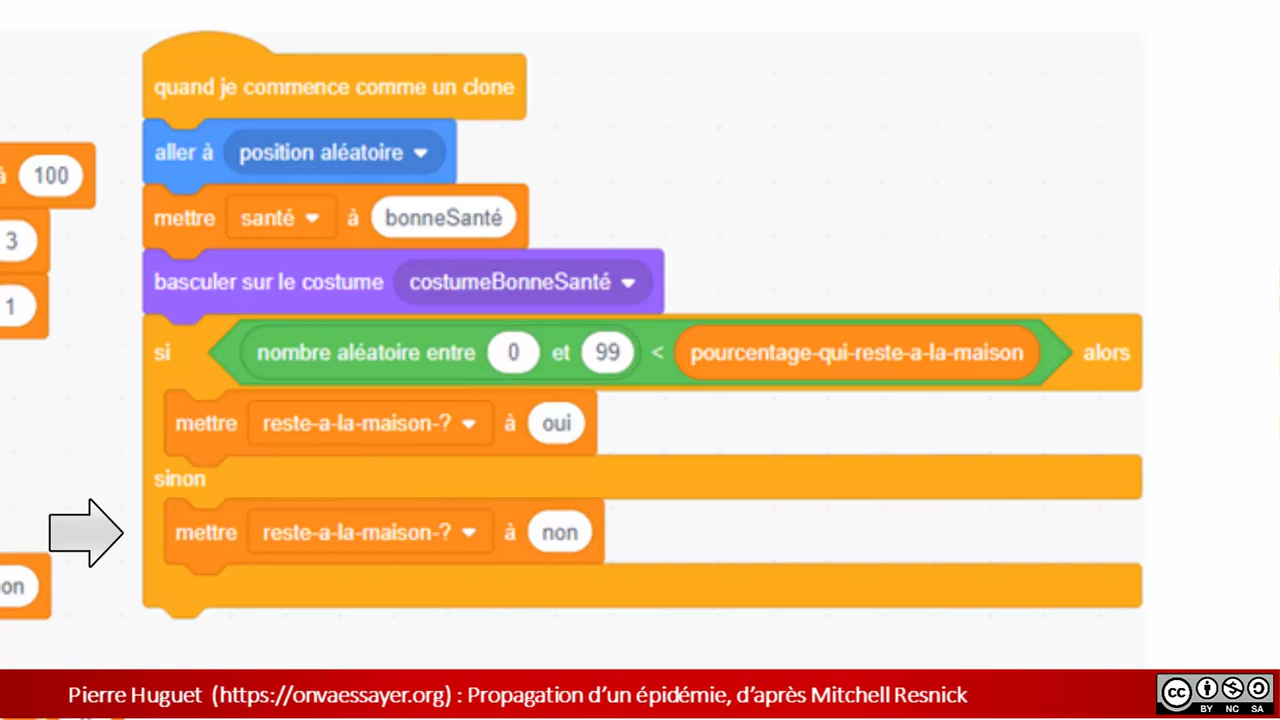 quand je commence comme un clone
aller à position aléatoire
à 100
mettre santé à bonneSanté
3
basculer sur le costume costumeBonneSanté
1
si nombre aléatoire entre 0 et 99 < pourcentage-qui-reste-a-la-maison alors
mettre reste-a-la-maison-? à oui
sinon
mettre reste-a-la-maison-? à non
on
Pierre Huguet (https://onvaessayer.org) : Propagation d’un épidémie, d’après Mitchell Resnick
cc
BY NC SA